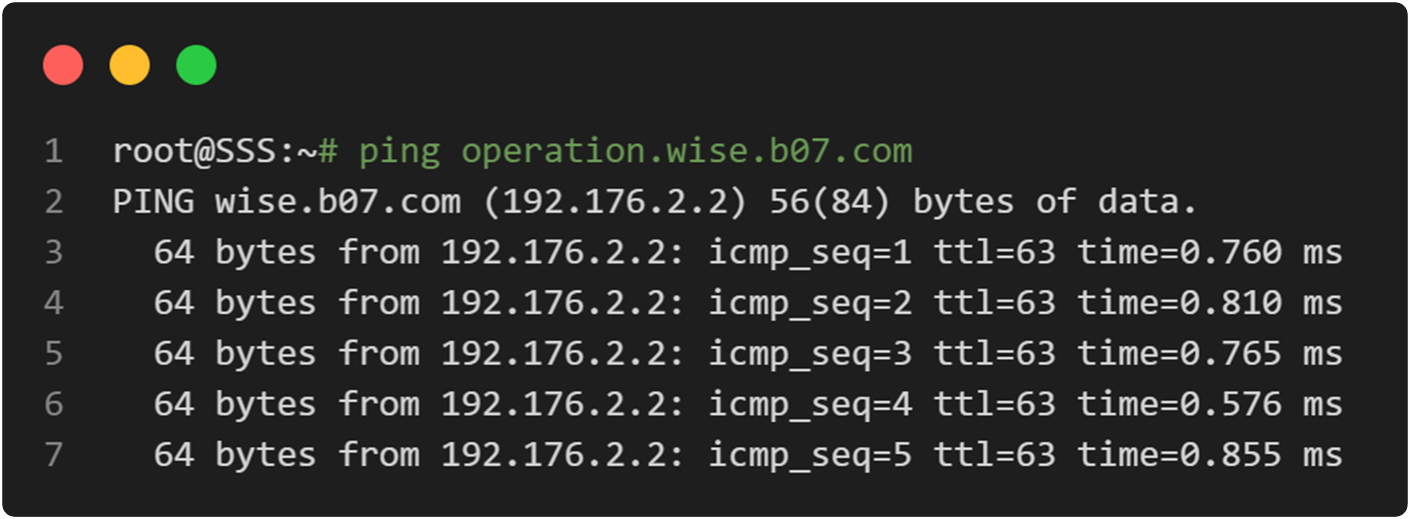 1 root@SSS:~# ping operation.wise.b07.com
2 PING wise.b07.com (192.176.2.2) 56(84) bytes of data.
3 64 bytes from 192.176.2.2: icmp_seq=1 ttl=63 time=0.760 ms
4 64 bytes from 192.176.2.2: icmp_seq=2 ttl=63 time=0.810 ms
5 64 bytes from 192.176.2.2: icmp_seq=3 ttl=63 time=0.765 ms
6 64 bytes from 192.176.2.2: icmp_seq=4 ttl=63 time=0.576 ms
7 64 bytes from 192.176.2.2: icmp_seq=5 ttl=63 time=0.855 ms